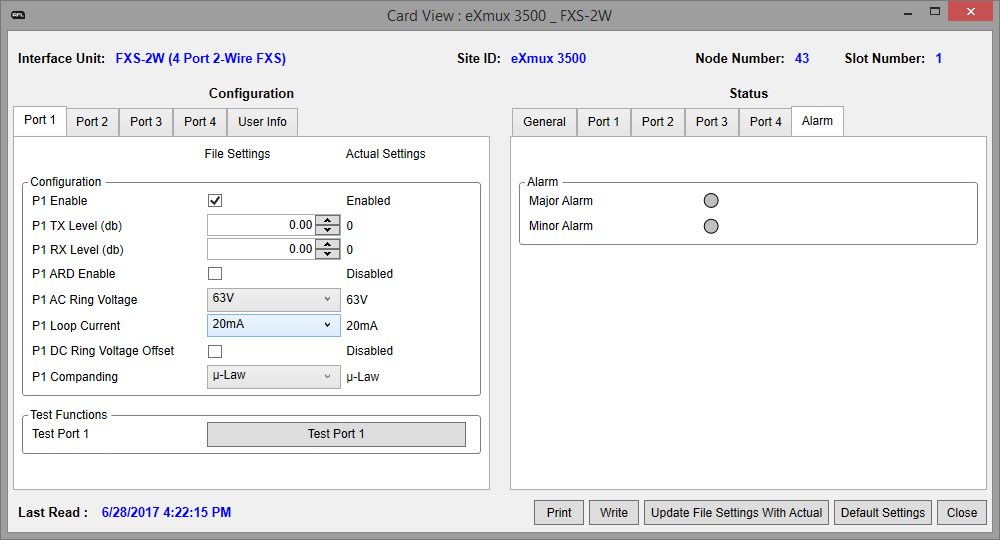 AFL
Card View : eXmux 3500 _ FXS-2W
Interface Unit: FXS-2W (4 Port 2-Wire FXS) Site ID: eXmux 3500 Node Number: 43 Slot Number: 1
Configuration
Port 1 Port 2 Port 3 Port 4 User Info
File Settings Actual Settings
Configuration
P1 Enable Enabled
P1 TX Level (db) 0.00 0
P1 RX Level (db) 0.00 0
P1 ARD Enable Disabled
P1 AC Ring Voltage 63V 63V
P1 Loop Current 20mA 20mA
P1 DC Ring Voltage Offset Disabled
P1 Companding µ-Law µ-Law
Test Functions
Test Port 1 Test Port 1
Status
General Port 1 Port 2 Port 3 Port 4 Alarm
Alarm
Major Alarm
Minor Alarm
Last Read : 6/28/2017 4:22:15 PM
Print Write Update File Settings With Actual Default Settings Close